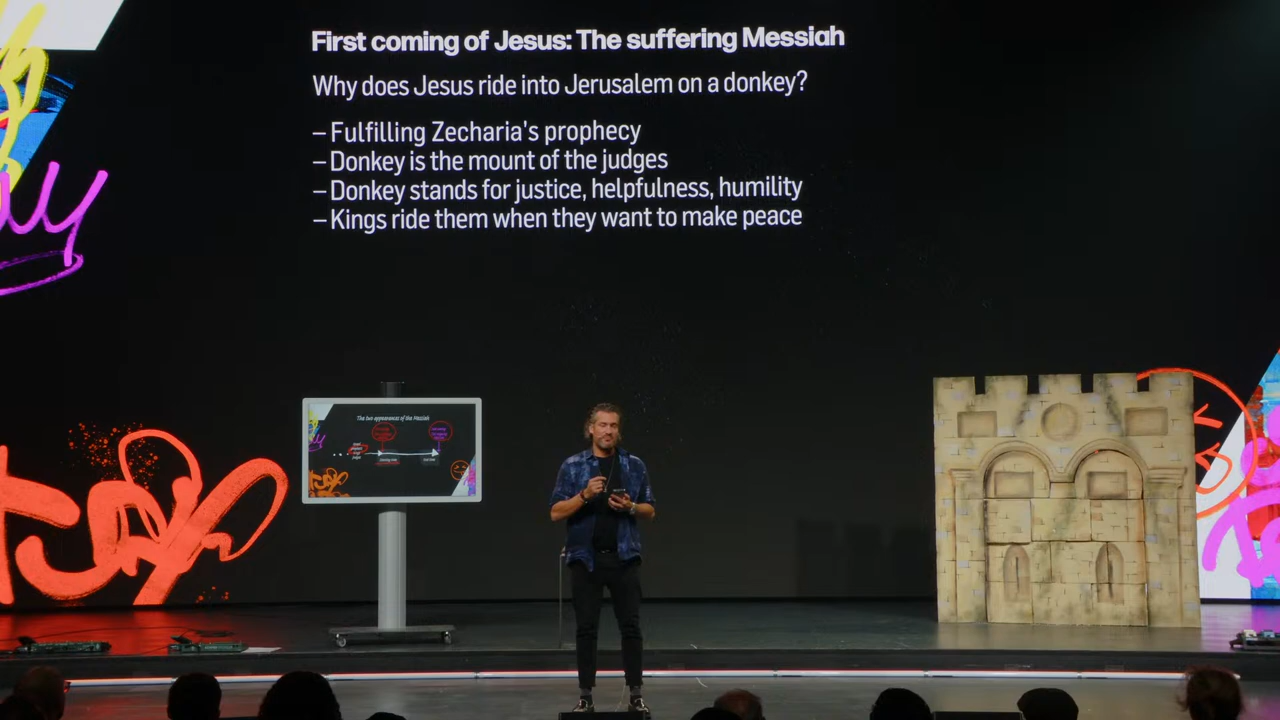 First coming of Jesus: The suffering Messiah
Why does Jesus ride into Jerusalem on a donkey?
– Fulfilling Zecharia's prophecy
– Donkey is the mount of the judges
– Donkey stands for justice, helpfulness, humility
– Kings ride them when they want to make peace
The two appearances of the Messiah